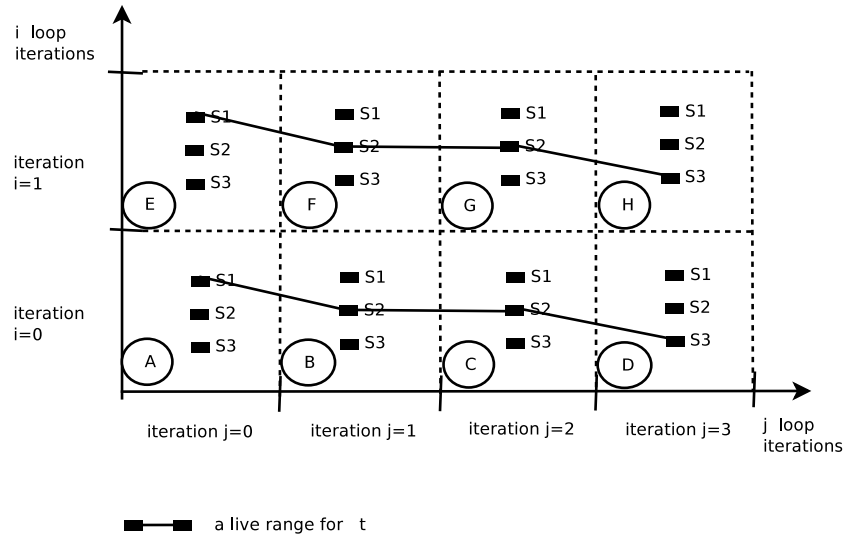 i loop
iterations
S1
S1
S1
S1
S2
S2
S2
S2
iteration
i=1
S3
S3
S3
S3
E
F
G
H
S1
S1
S1
S1
S2
S2
S2
S2
iteration
i=0
S3
S3
S3
S3
A
B
C
D
iteration j=0
iteration j=1
iteration j=2
iteration j=3
j loop
iterations
a live range for t